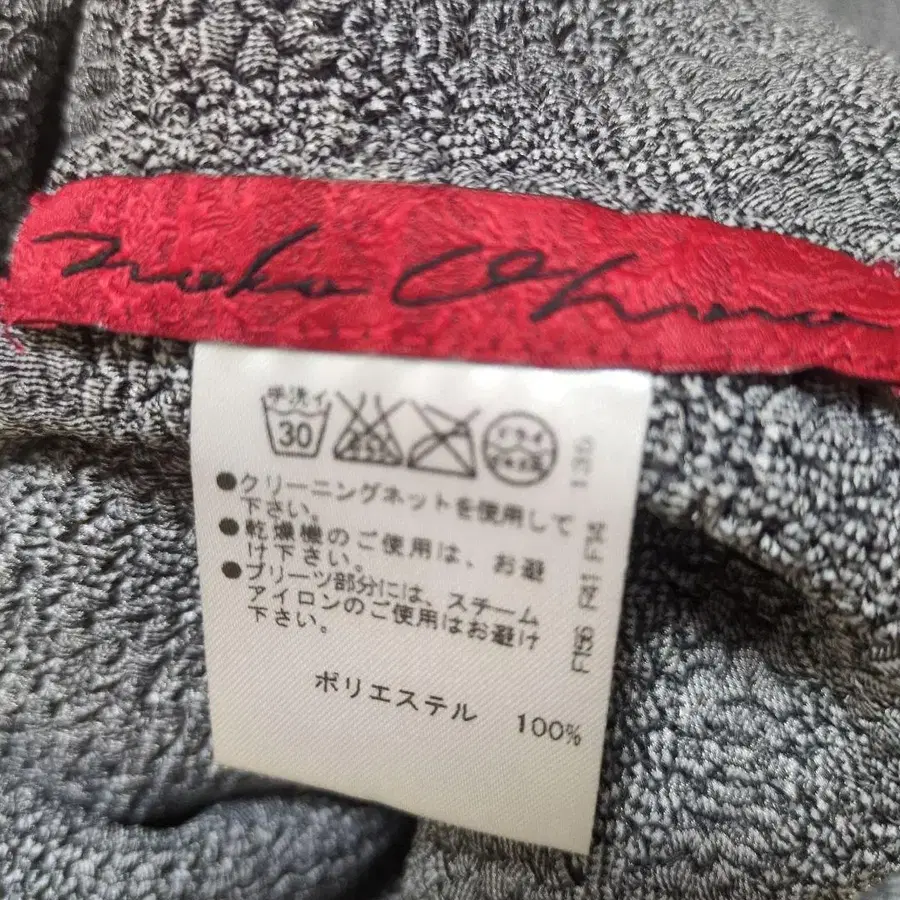 手洗イ
30
クリーニングネットを使用して
下さい。
乾燥機のご使用は、お避
け下さい。
プリーツ部分には、スチーム
アイロンのご使用はお避け
下さい。
ポリエステル 100%
F156 F41 F14